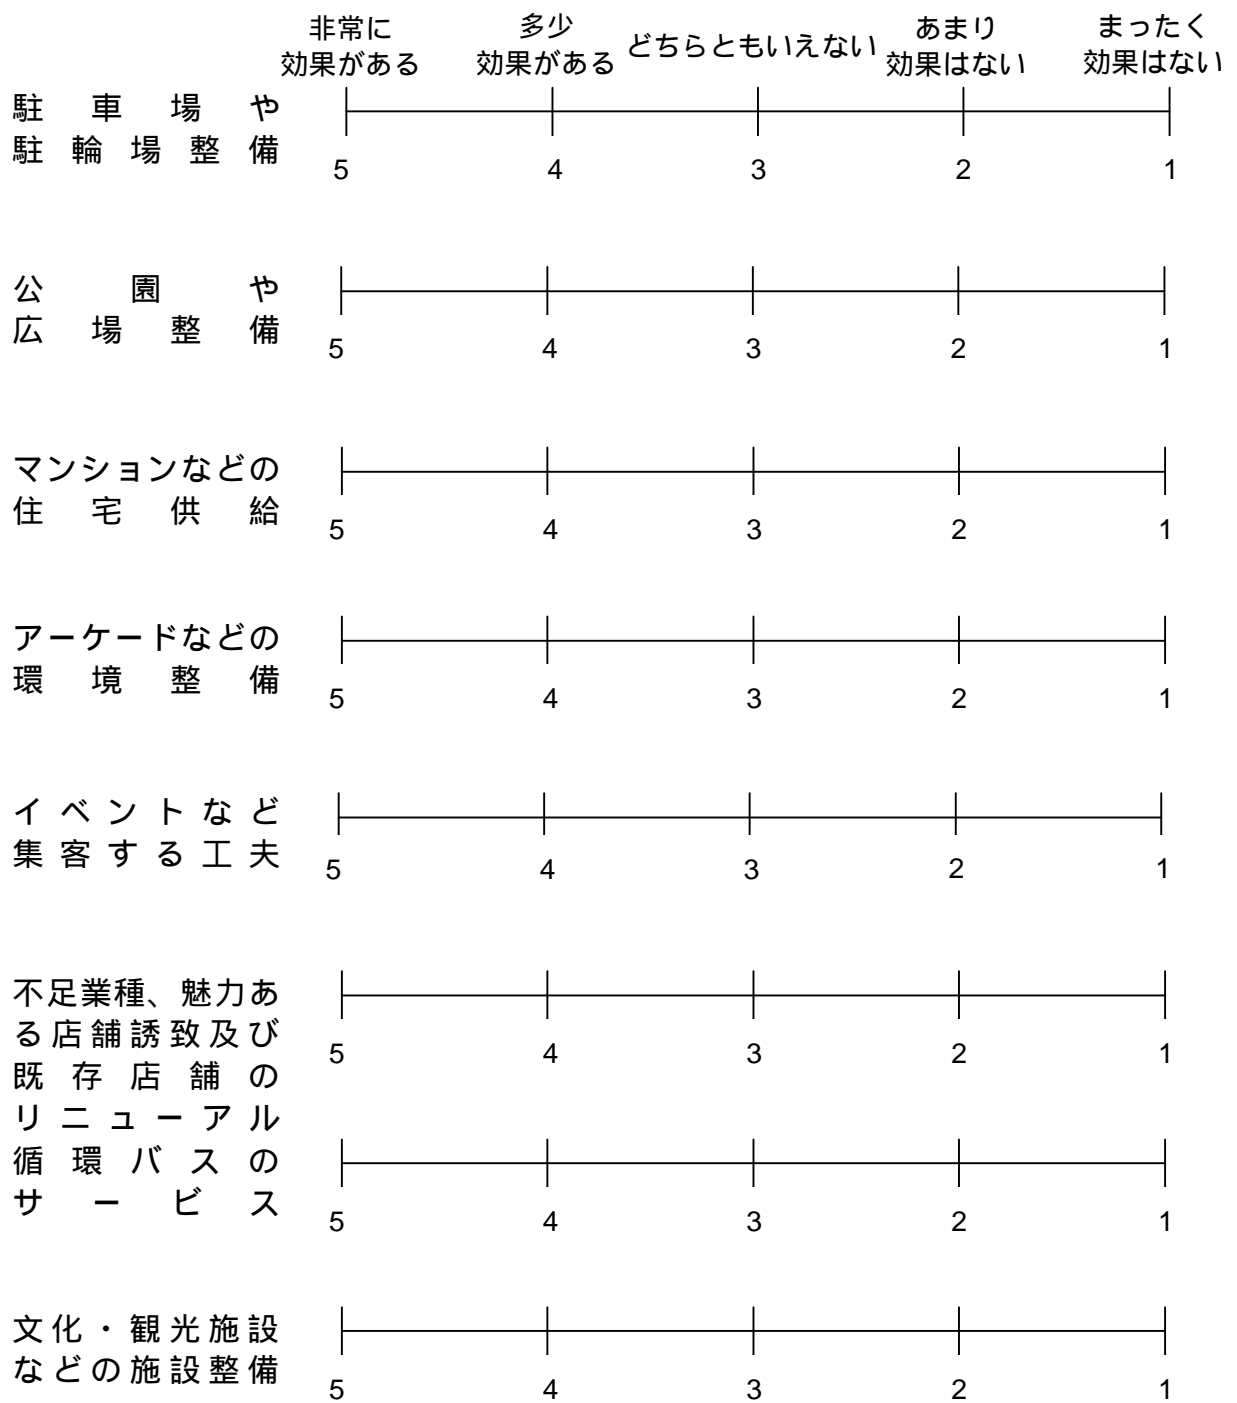 非常に
効果がある
多少
効果がある
どちらともいえない
あまり
効果はない
まったく
効果はない
駐車場や
駐輪場整備
5 4 3 2 1
公園や
広場整備
5 4 3 2 1
マンションなどの
住宅供給
5 4 3 2 1
アーケードなどの
環境整備
5 4 3 2 1
イベントなど
集客する工夫
5 4 3 2 1
不足業種、魅力あ
る店舗誘致及び
既存店舗の
リニューアル
5 4 3 2 1
循環バスの
サービス
5 4 3 2 1
文化・観光施設
などの施設整備
5 4 3 2 1